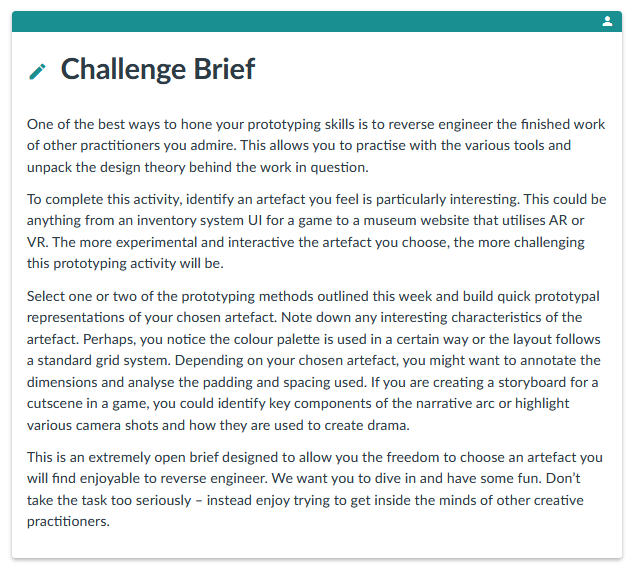 Challenge Brief
One of the best ways to hone your prototyping skills is to reverse engineer the finished work
of other practitioners you admire. This allows you to practise with the various tools and
unpack the design theory behind the work in question.
To complete this activity, identify an artefact you feel is particularly interesting. This could be
anything from an inventory system UI for a game to a museum website that utilises AR or
VR. The more experimental and interactive the artefact you choose, the more challenging
this prototyping activity will be.
Select one or two of the prototyping methods outlined this week and build quick prototypal
representations of your chosen artefact. Note down any interesting characteristics of the
artefact. Perhaps, you notice the colour palette is used in a certain way or the layout follows
a standard grid system. Depending on your chosen artefact, you might want to annotate the
dimensions and analyse the padding and spacing used. If you are creating a storyboard for a
cutscene in a game, you could identify key components of the narrative arc or highlight
various camera shots and how they are used to create drama.
This is an extremely open brief designed to allow you the freedom to choose an artefact you
will find enjoyable to reverse engineer. We want you to dive in and have some fun. Don’t
take the task too seriously – instead enjoy trying to get inside the minds of other creative
practitioners.